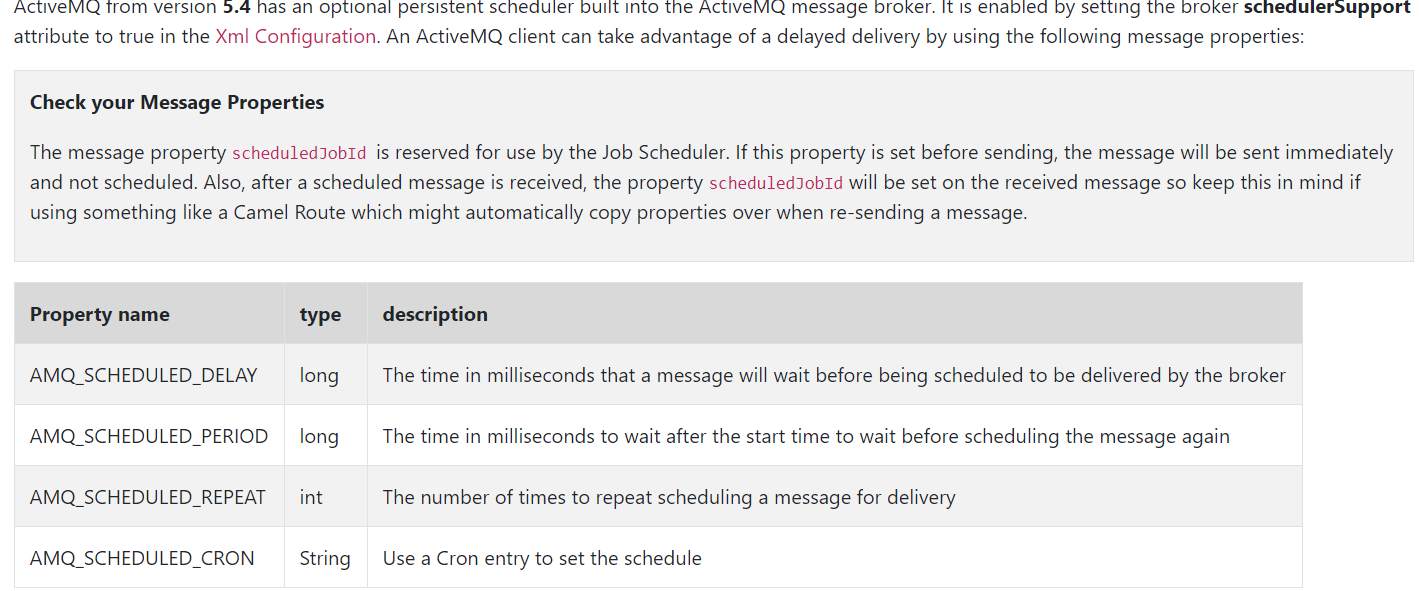 ActiveMQ from version 5.4 has an optional persistent scheduler built into the ActiveMQ message broker. It is enabled by setting the broker schedulerSupport
attribute to true in the Xml Configuration. An ActiveMQ client can take advantage of a delayed delivery by using the following message properties:
Check your Message Properties
The message property scheduledJobId is reserved for use by the Job Scheduler. If this property is set before sending, the message will be sent immediately
and not scheduled. Also, after a scheduled message is received, the property scheduledJobId will be set on the received message so keep this in mind if
using something like a Camel Route which might automatically copy properties over when re-sending a message.
Property name type description
AMQ_SCHEDULED_DELAY long The time in milliseconds that a message will wait before being scheduled to be delivered by the broker
AMQ_SCHEDULED_PERIOD long The time in milliseconds to wait after the start time to wait before scheduling the message again
AMQ_SCHEDULED_REPEAT int The number of times to repeat scheduling a message for delivery
AMQ_SCHEDULED_CRON String Use a Cron entry to set the schedule